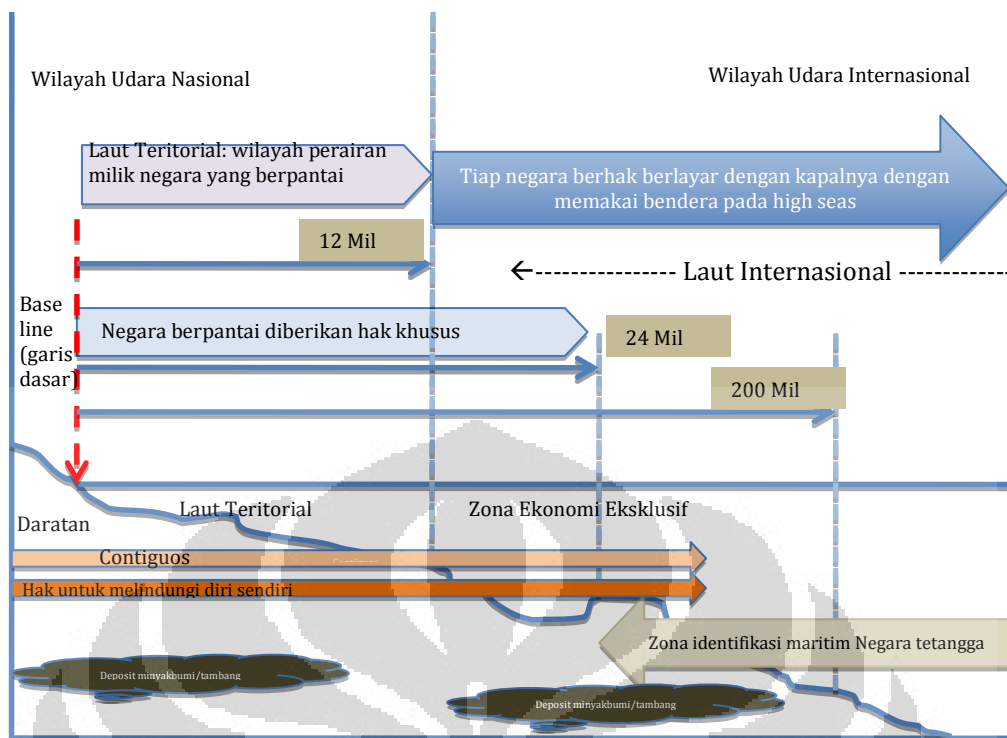 Wilayah Udara Nasional
Wilayah Udara Internasional
Laut Teritorial: wilayah perairan
milik negara yang berpantai
Tiap negara berhak berlayar dengan kapalnya dengan
memakai bendera pada high seas
12 Mil
Laut Internasional
Base
line
(garis
dasar)
Negara berpantai diberikan hak khusus
24 Mil
200 Mil
Daratan
Laut Teritorial
Zona Ekonomi Eksklusif
Contiguos
Hak untuk melindungi diri sendiri
Zona identifikasi maritim Negara tetangga
Deposit minyakbumi/tambang
Deposit minyakbumi/tambang